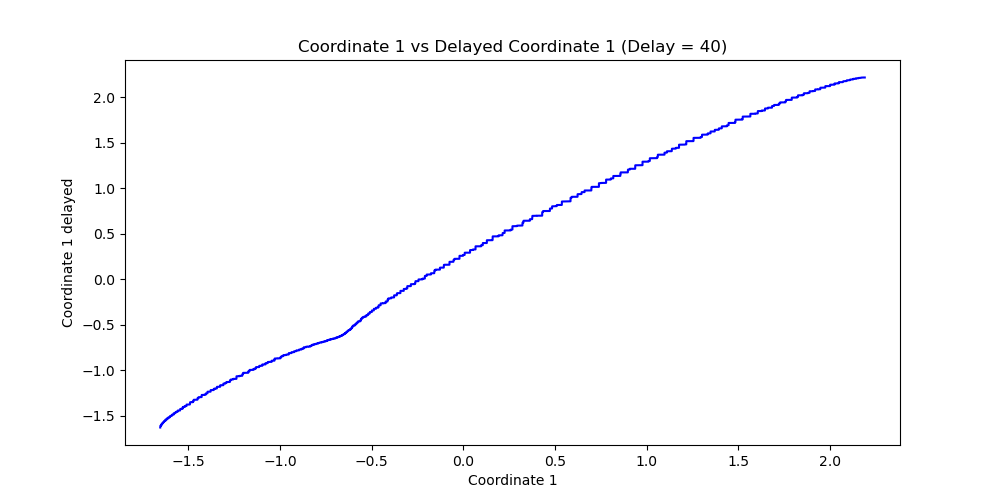 Coordinate 1 vs Delayed Coordinate 1 (Delay = 40)
2.0
1.5
1.0
0.5
0.0
−0.5
−1.0
−1.5
Coordinate 1 delayed
−1.5 −1.0 −0.5 0.0 0.5 1.0 1.5 2.0
Coordinate 1